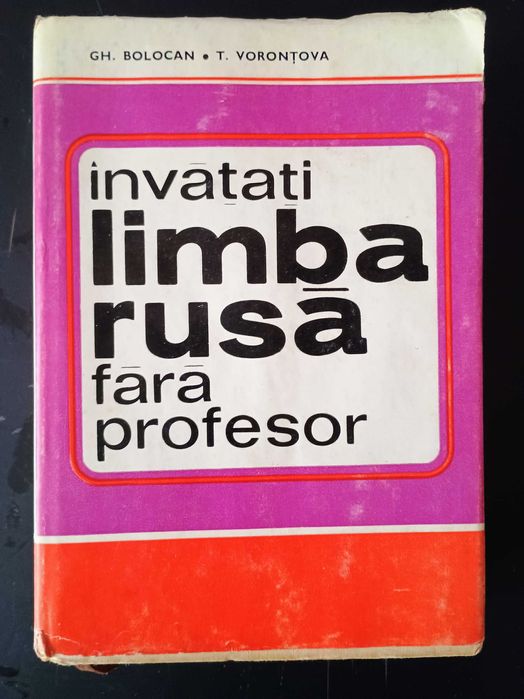 GH. BOLOCAN • T. VORONȚOVA
învățați
limba
rusă
fără
profesor